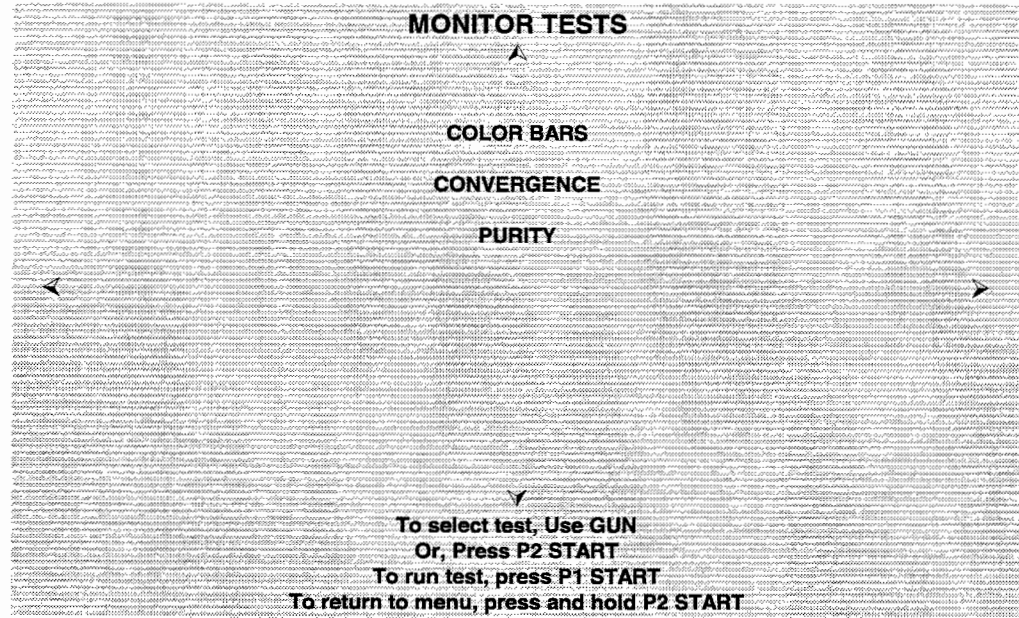 MONITOR TESTS
COLOR BARS
CONVERGENCE
PURITY
To select test, Use GUN
Or, Press P2 START
To run test, press P1 START
To return to menu, press and hold P2 START